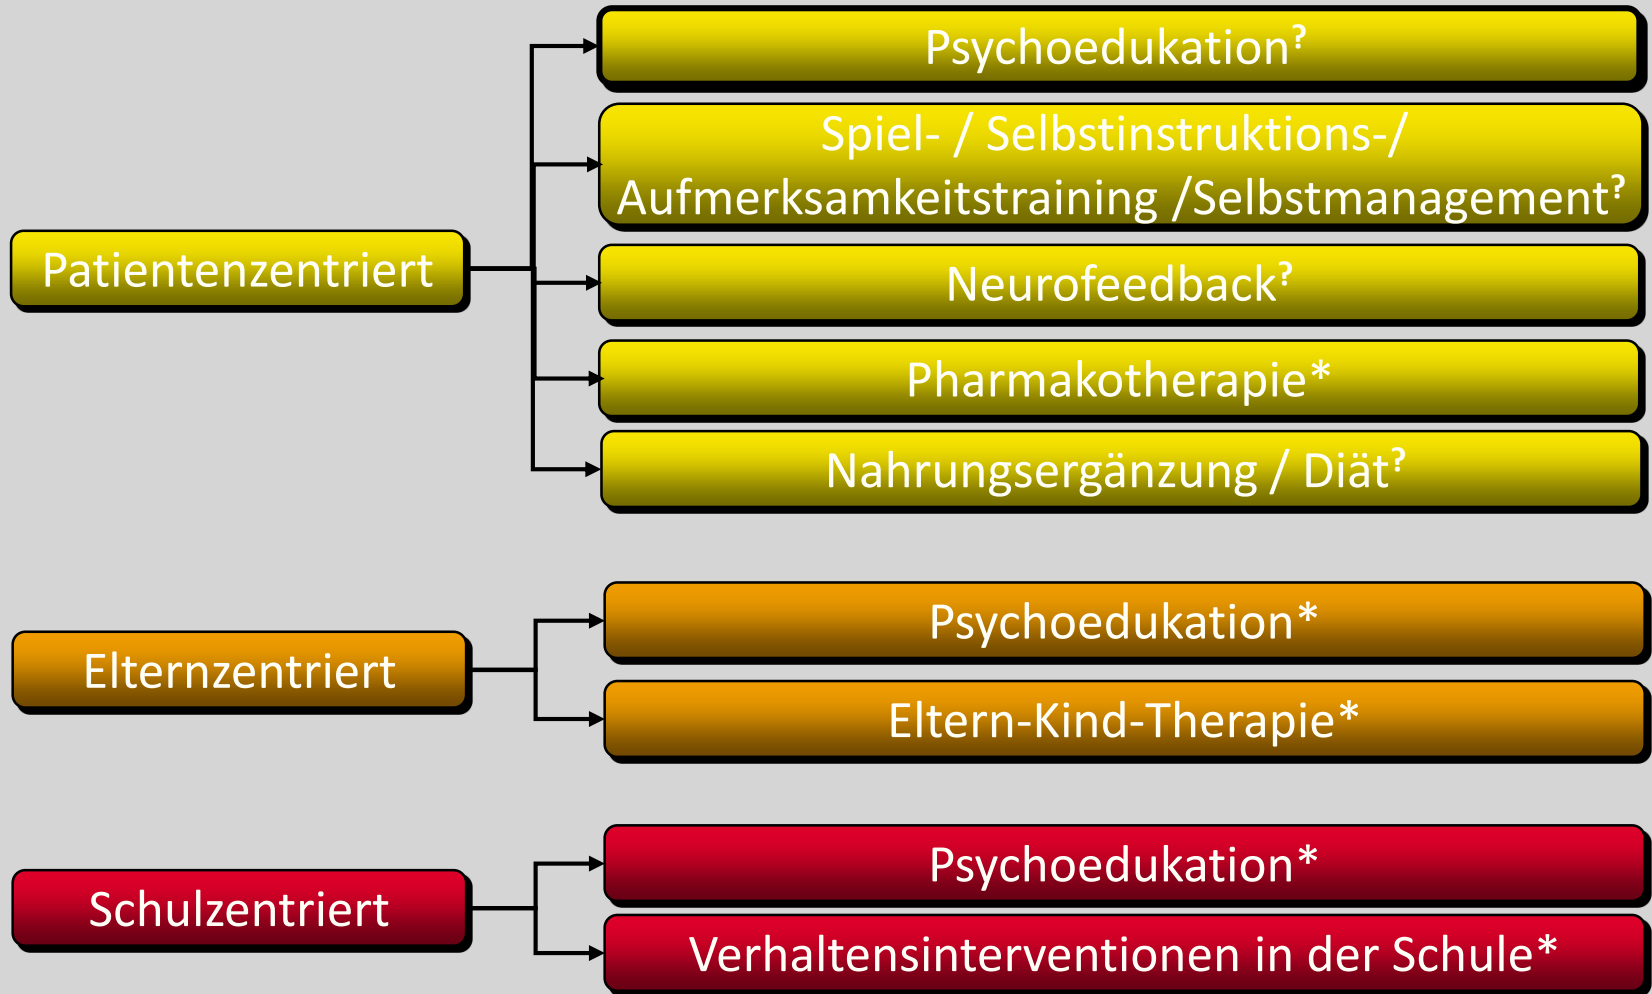 Patientenzentriert
Psychoedukation?
Spiel- / Selbstinstruktions-/
Aufmerksamkeitstraining /Selbstmanagement?
Neurofeedback?
Pharmakotherapie*
Nahrungsergänzung / Diät?
Elternzentriert
Psychoedukation*
Eltern-Kind-Therapie*
Schulzentriert
Psychoedukation*
Verhaltensinterventionen in der Schule*